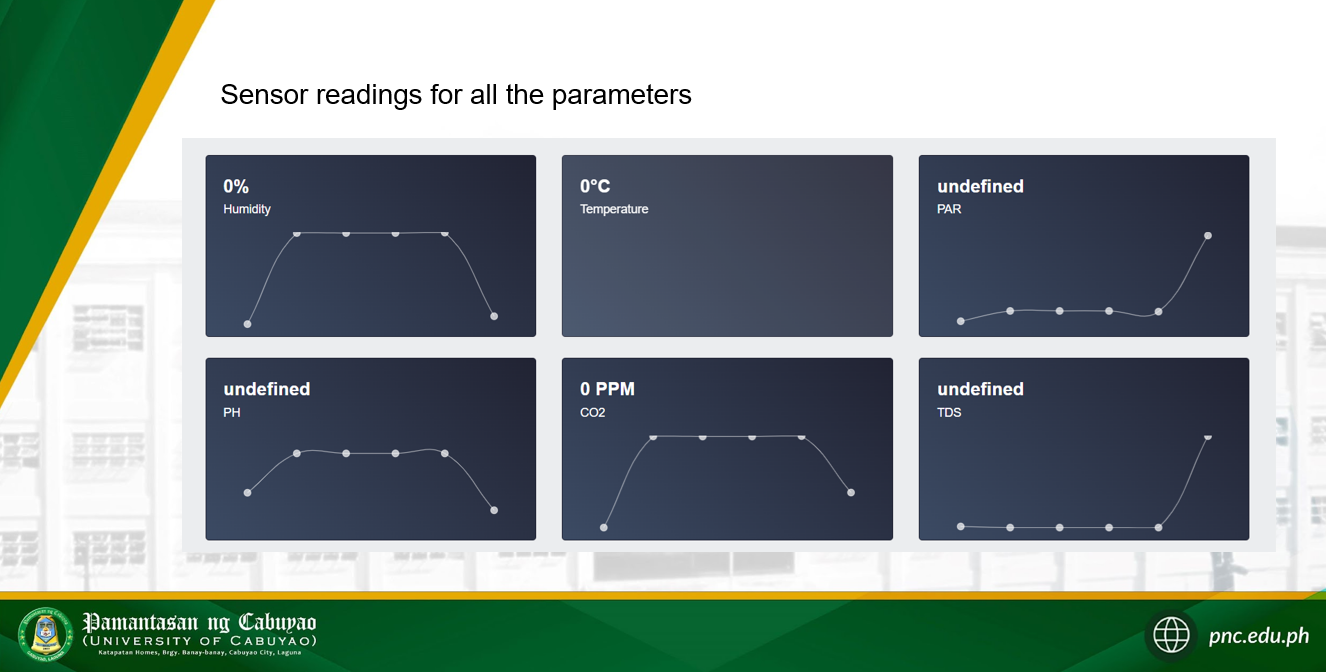 Sensor readings for all the parameters
0%
Humidity
0°C
Temperature
undefined
PAR
undefined
PH
0 PPM
CO2
undefined
TDS
Pamantasan ng Cabuyao
(UNIVERSITY OF CABUYAO)
Katapatan Homes, Brgy. Banay-banay, Cabuyao City, Laguna
pnc.edu.ph